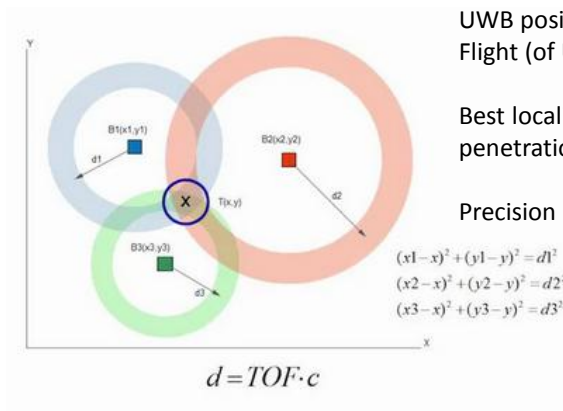 UWB posi
Flight (of
Best local
penetratio
Precision
Y
B1(x1,y1)
d1
B2(x2,y2)
d2
X
T(x,y)
B3(x3,y3)
d3
(x1-x)²+(y1-y)²=d1²
(x2-x)²+(y2-y)²=d2²
(x3-x)²+(y3-y)²=d3²
X
d=TOF·c